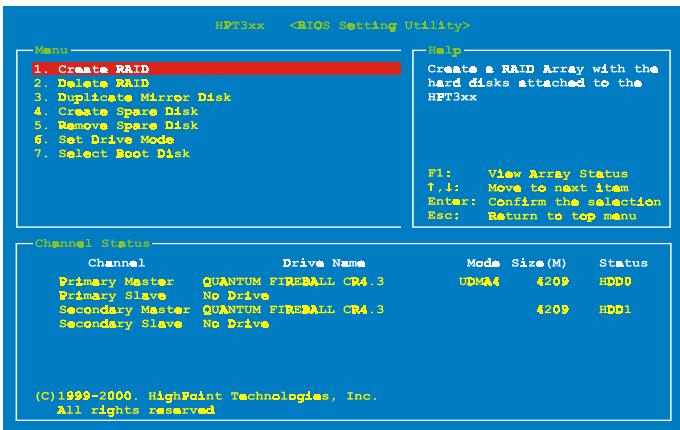 HPT3xx <BIOS Setting Utility>
Menu
1. Create RAID
2. Delete RAID
3. Duplicate Mirror Disk
4. Create Spare Disk
5. Remove Spare Disk
6. Set Drive Mode
7. Select Boot Disk
Help
Create a RAID Array with the
hard disks attached to the
HPT3xx
F1: View Array Status
↑,↓: Move to next item
Enter: Confirm the selection
Esc: Return to top menu
Channel Status
Channel Drive Name Mode Size(M) Status
Primary Master QUANTUM FIREBALL CR4.3 UDMA4 4209 HDD0
Primary Slave No Drive
Secondary Master QUANTUM FIREBALL CR4.3 4209 HDD1
Secondary Slave No Drive
(C)1999-2000. HighPoint Technologies, Inc.
All rights reserved